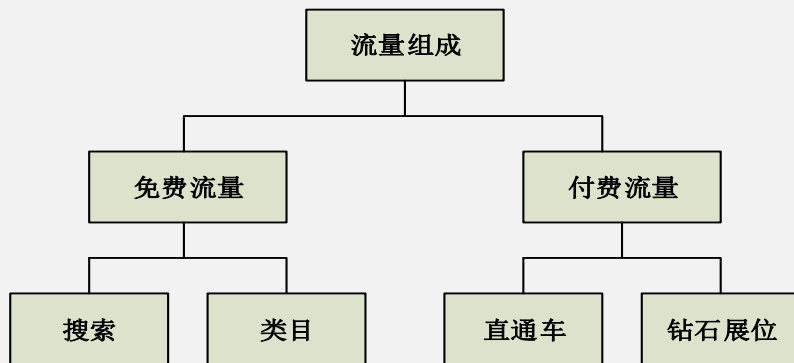 流量组成
免费流量
付费流量
搜索
类目
直通车
钻石展位